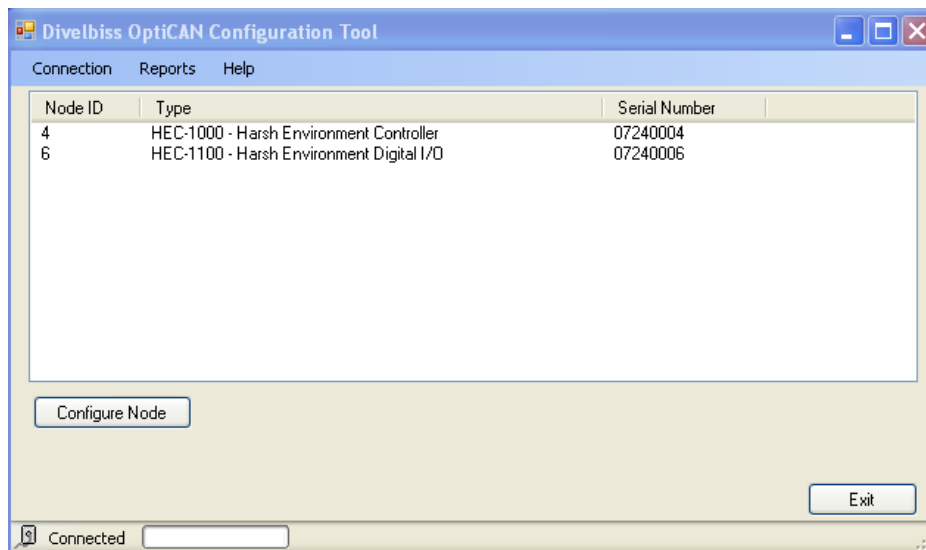 Divelbiss OptiCAN Configuration Tool
Connection Reports Help
Node ID Type Serial Number
4 HEC-1000 - Harsh Environment Controller 07240004
6 HEC-1100 - Harsh Environment Digital I/O 07240006
Configure Node
Exit
Connected